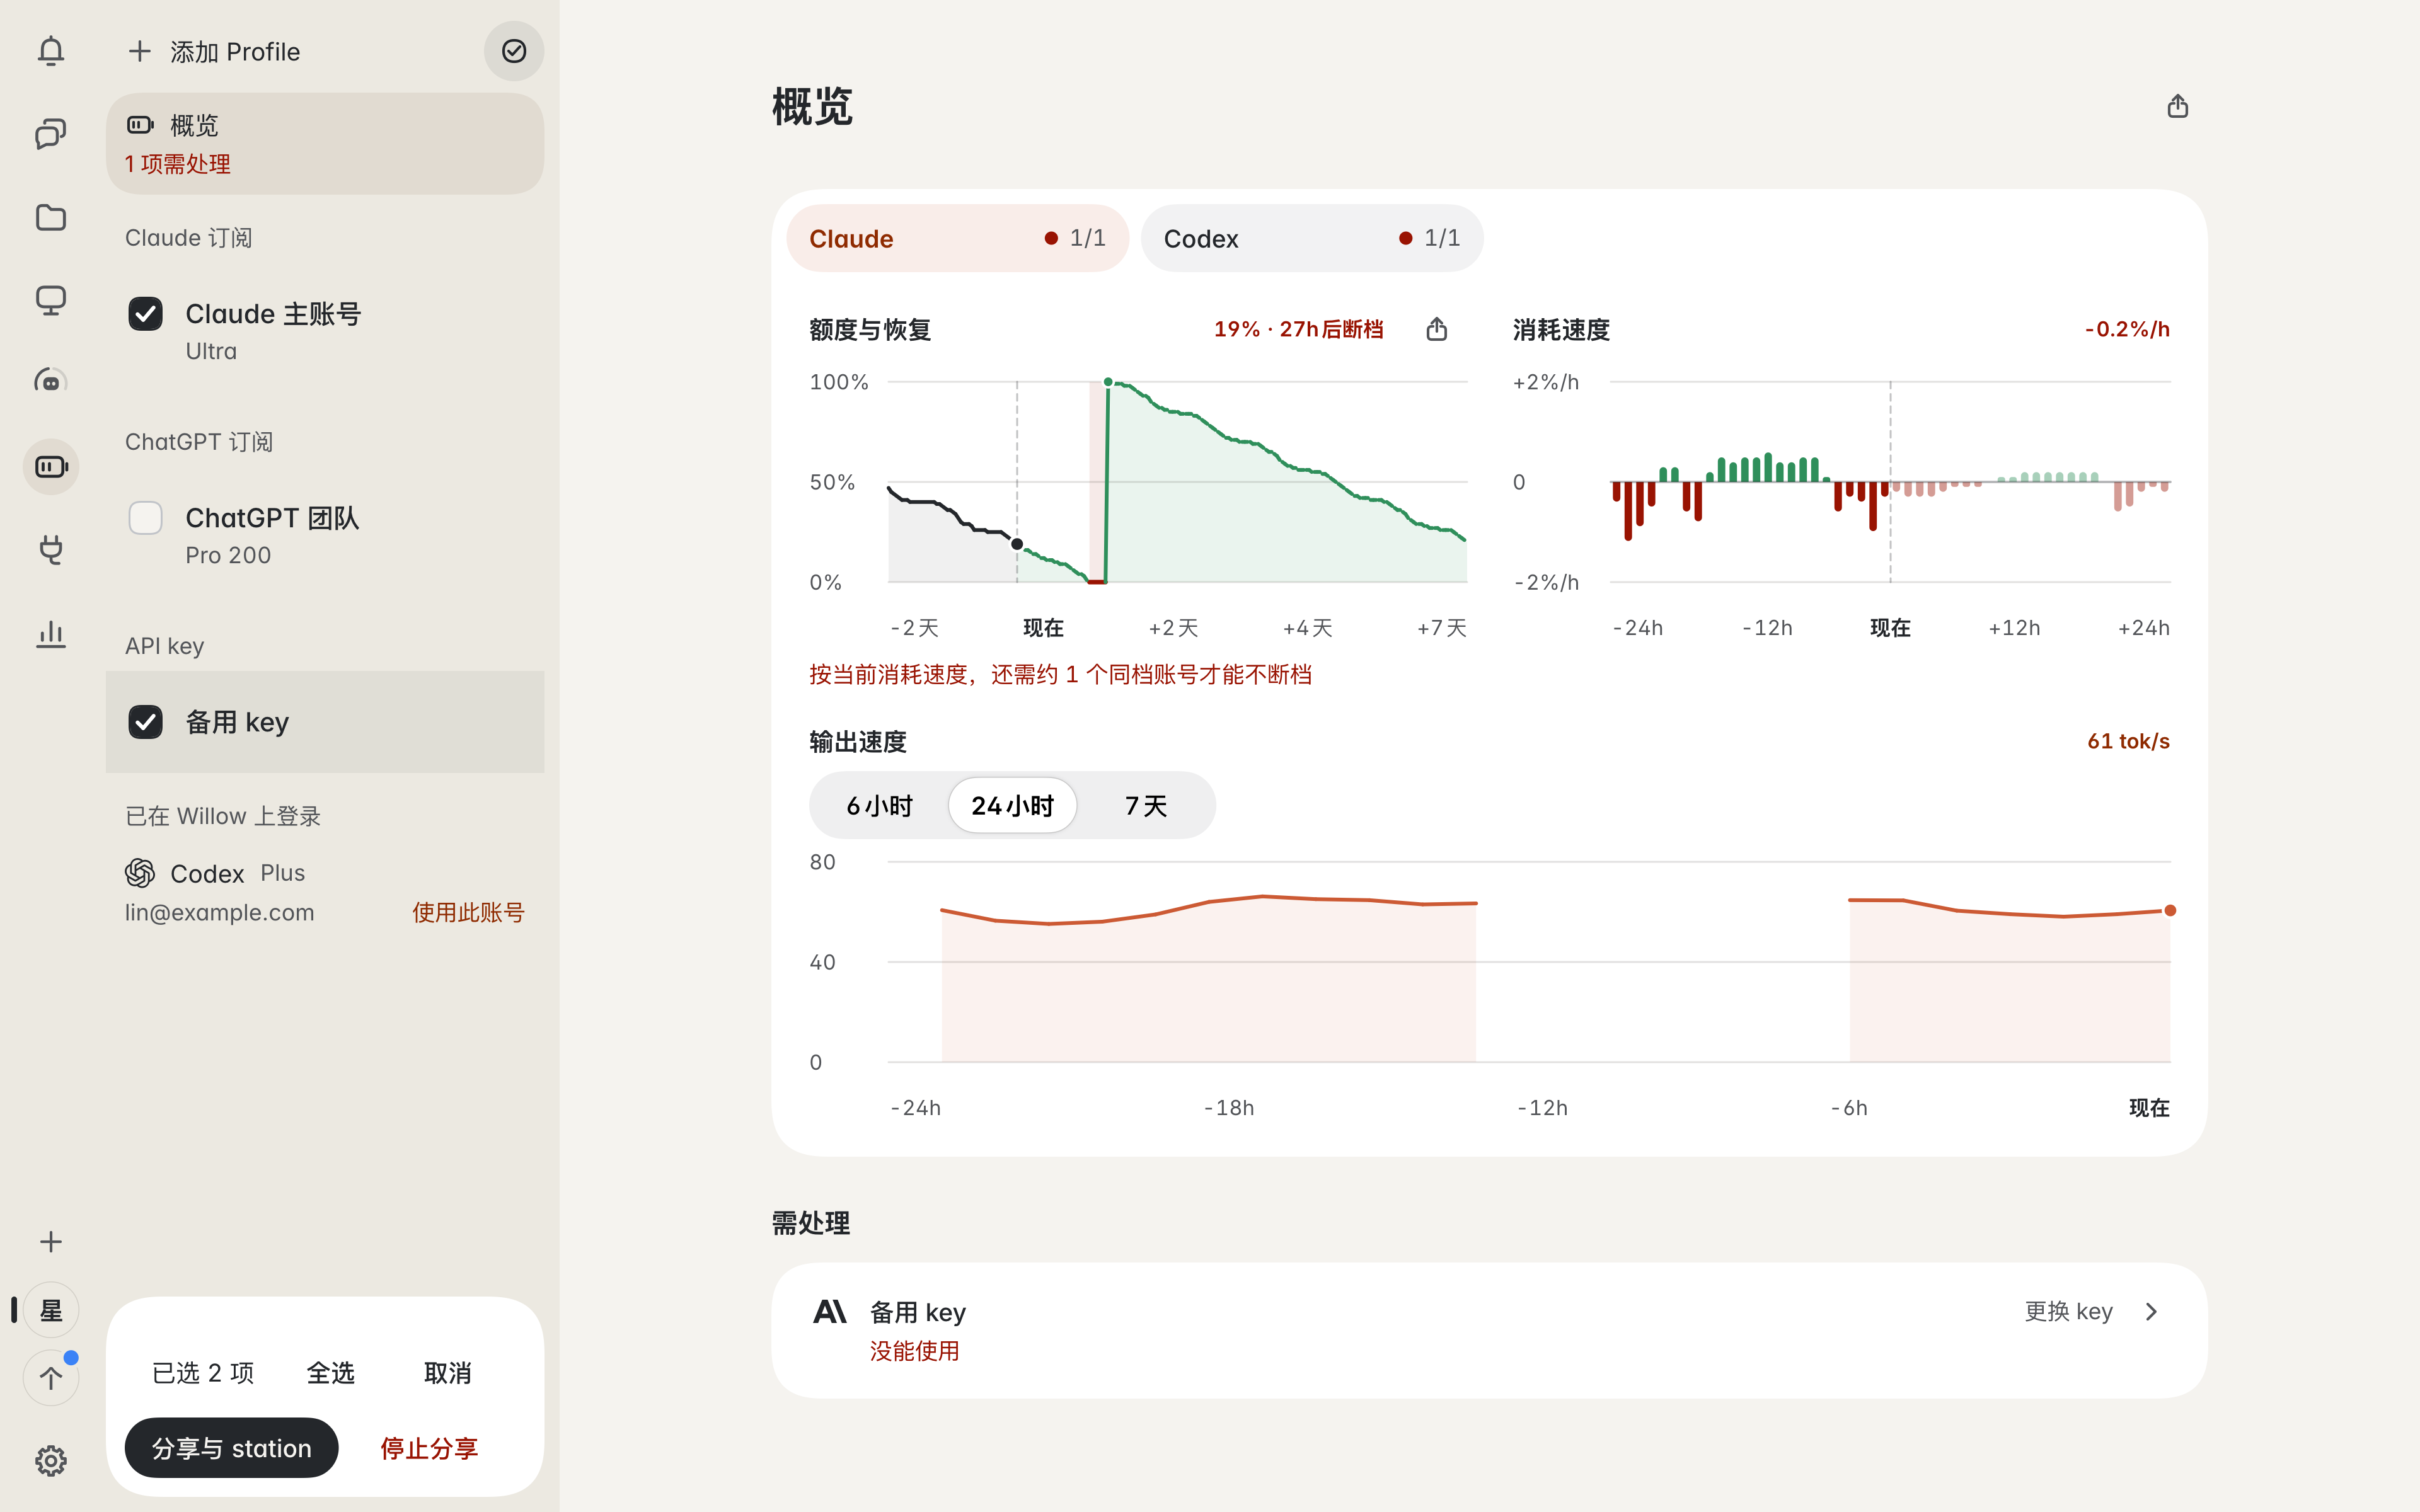 添加 Profile
概览
1 项需处理
Claude 订阅
Claude 主账号
Ultra
ChatGPT 订阅
ChatGPT 团队
Pro 200
API key
备用 key
已在 Willow 上登录
Codex Plus
lin@example.com 使用此账号
星
个
已选 2 项 全选 取消
分享与 station 停止分享
概览
Claude 1/1 Codex 1/1
额度与恢复 19% · 27h后断档
100%
50%
0%
-2天 现在 +2天 +4天 +7天
按当前消耗速度，还需约 1 个同档账号才能不断档
消耗速度 -0.2%/h
+2%/h
0
-2%/h
-24h -12h 现在 +12h +24h
输出速度 61 tok/s
6小时 24小时 7天
80
40
0
-24h -18h -12h -6h 现在
需处理
备用 key 更换 key
没能使用